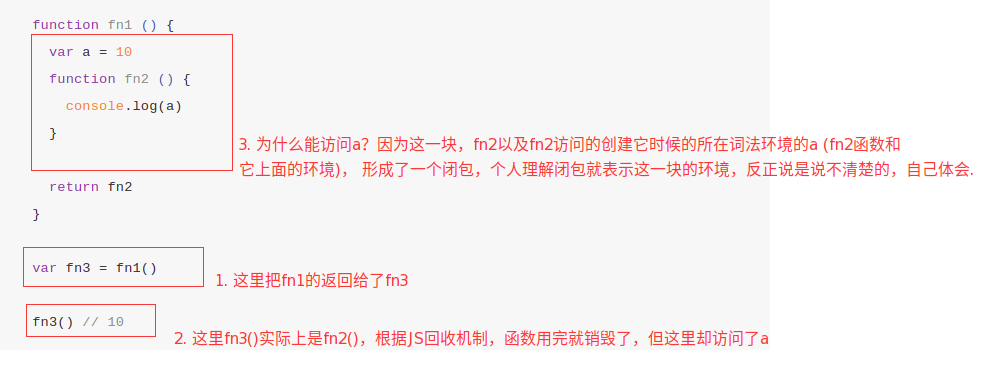 function fn1 () {
var a = 10
function fn2 () {
console.log(a)
}
3. 为什么能访问a？因为这一块，fn2以及fn2访问的创建它时候的所在词法环境的a (fn2函数和
它上面的环境)， 形成了一个闭包，个人理解闭包就表示这一块的环境，反正说是说不清楚的，自己体会.
return fn2
}
var fn3 = fn1()
1. 这里把fn1的返回给了fn3
fn3() // 10
2. 这里fn3()实际上是fn2()，根据JS回收机制，函数用完就销毁了，但这里却访问了a